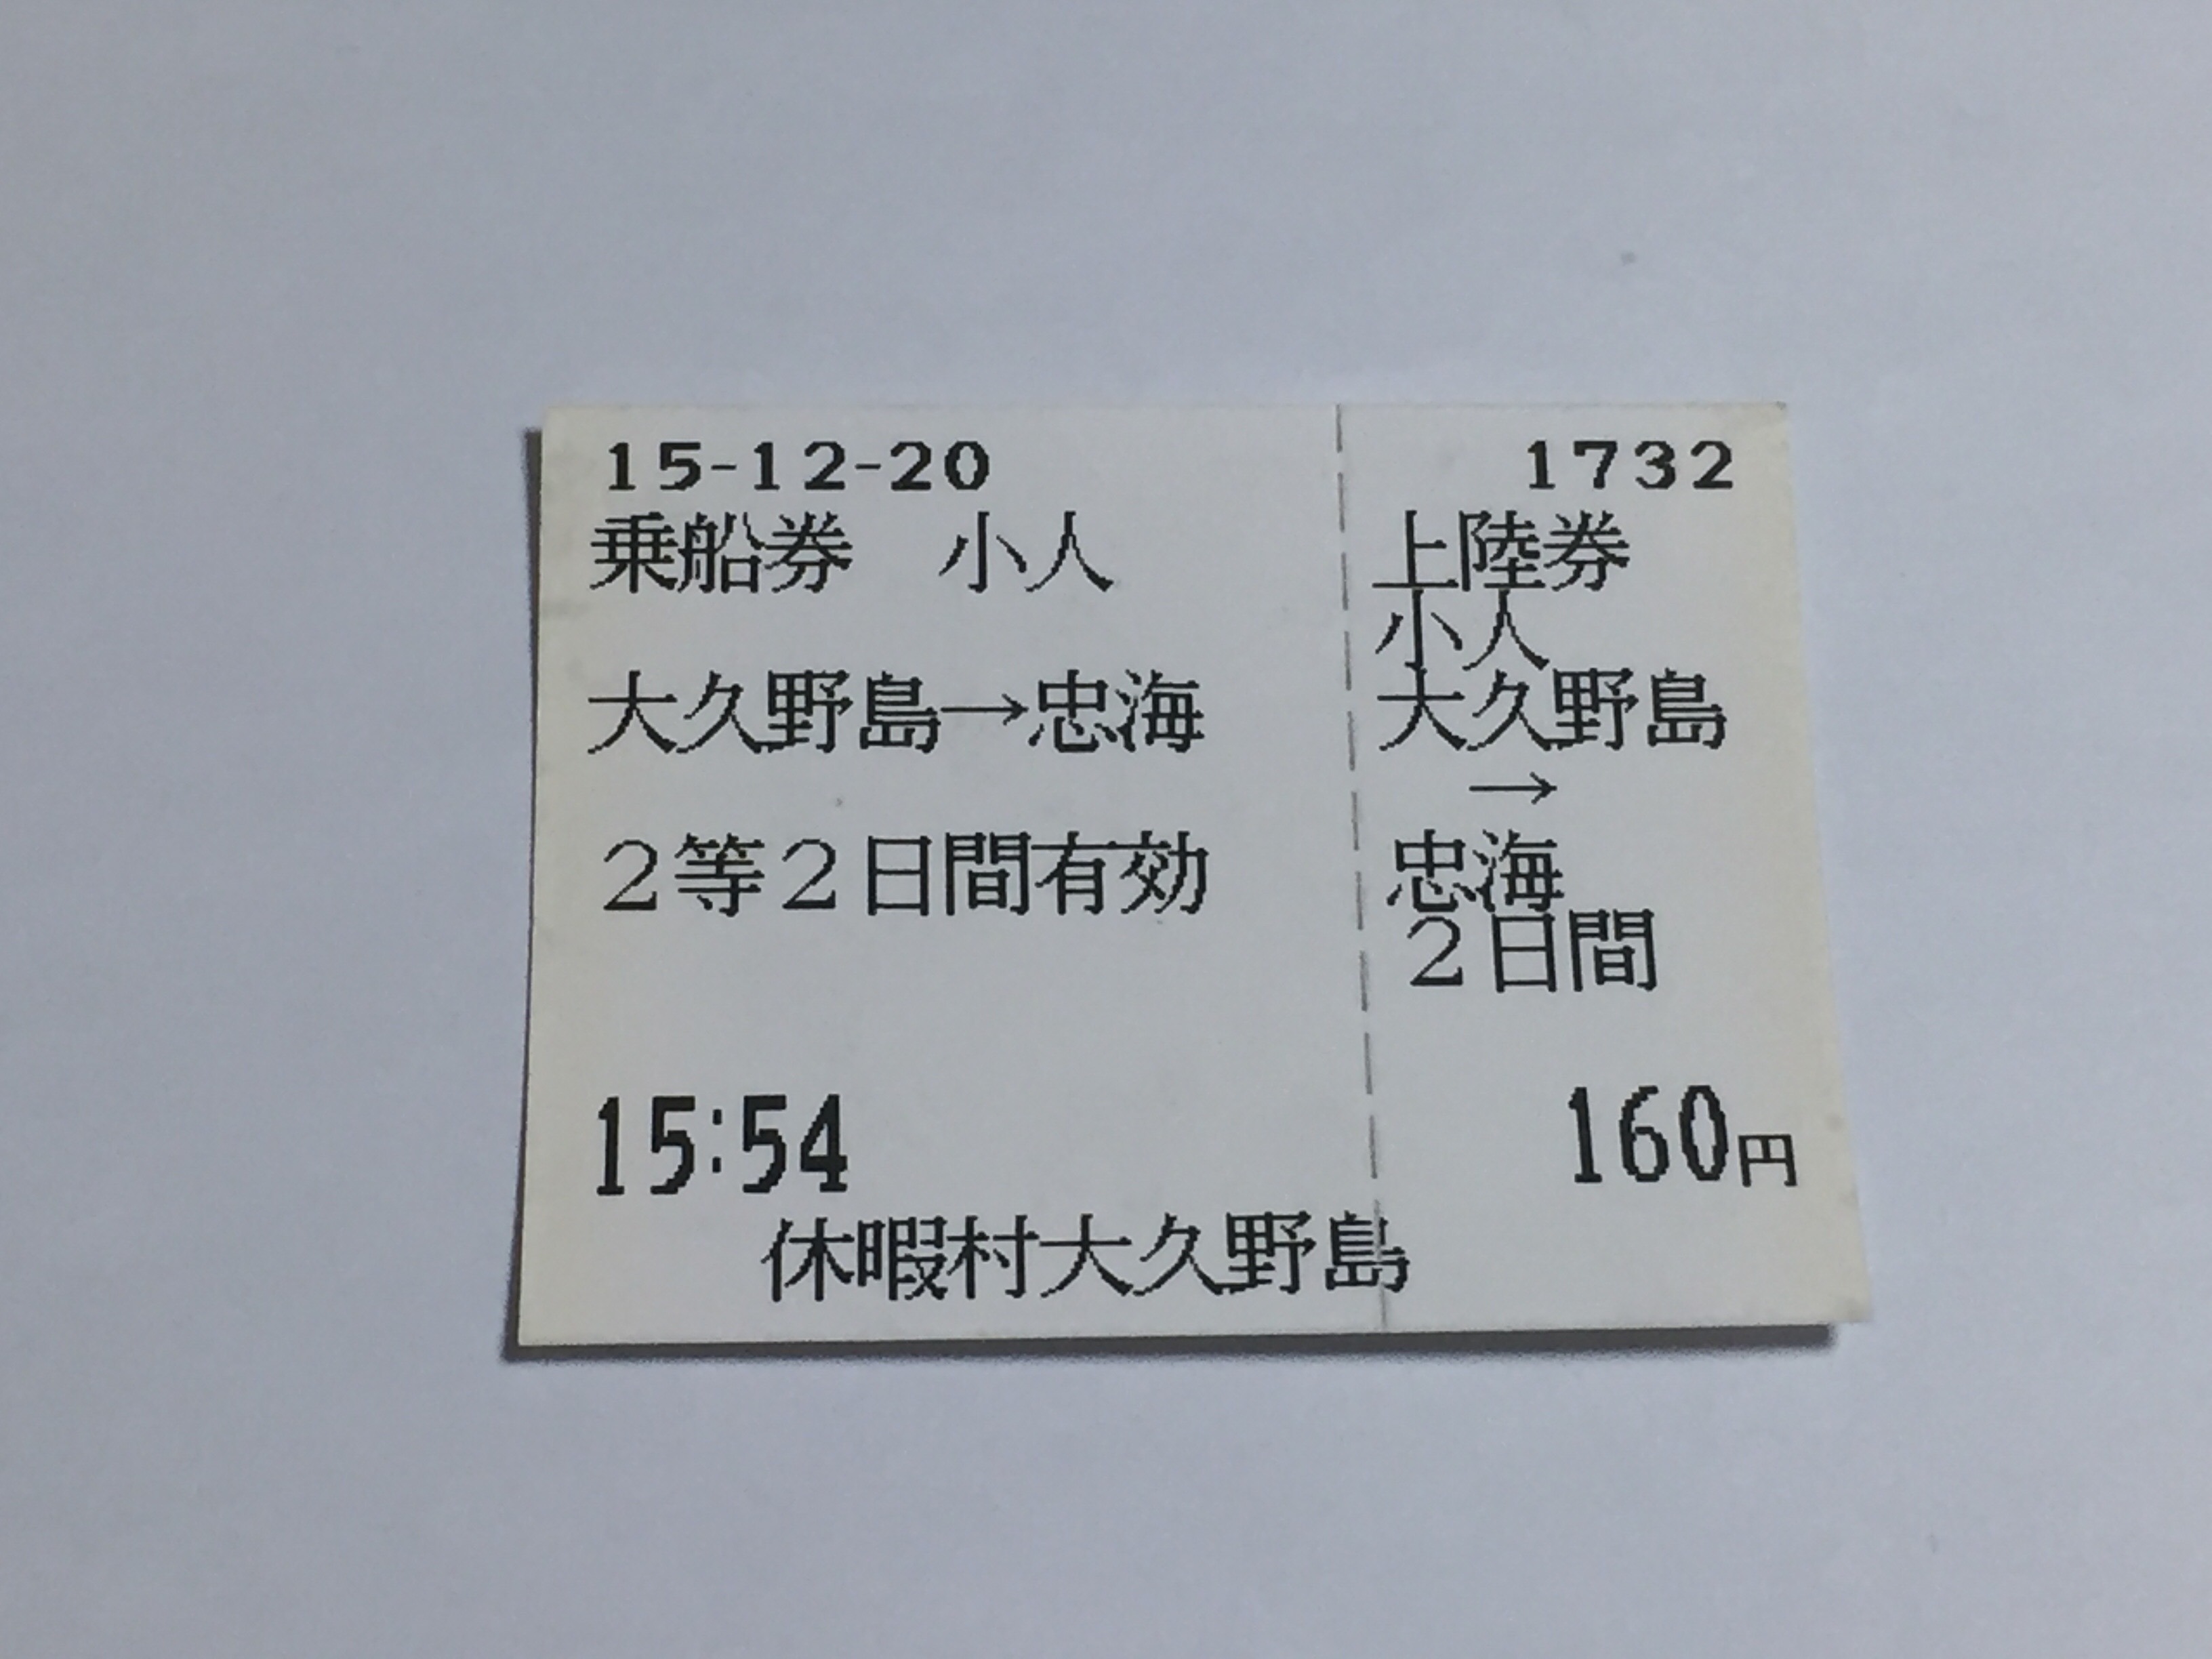 15-12-20
乗船券　小人
大久野島→忠海
２等２日間有効
15:54
1732
上陸券
小人
大久野島
→
忠海
２日間
160円
休暇村大久野島